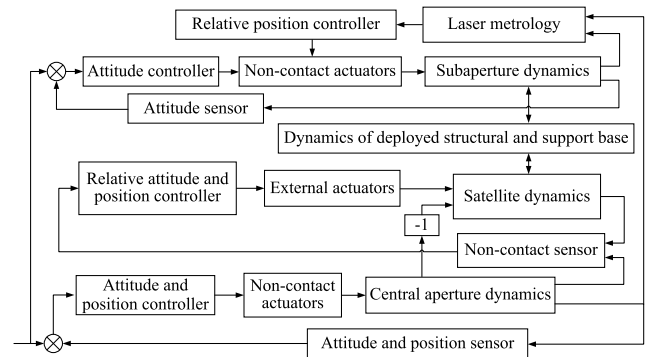 Relative position controller
Laser metrology
Attitude controller
Non-contact actuators
Subaperture dynamics
Attitude sensor
Dynamics of deployed structural and support base
Relative attitude and
position controller
External actuators
Satellite dynamics
-1
Non-contact sensor
Attitude and
position controller
Non-contact
actuators
Central aperture dynamics
Attitude and position sensor